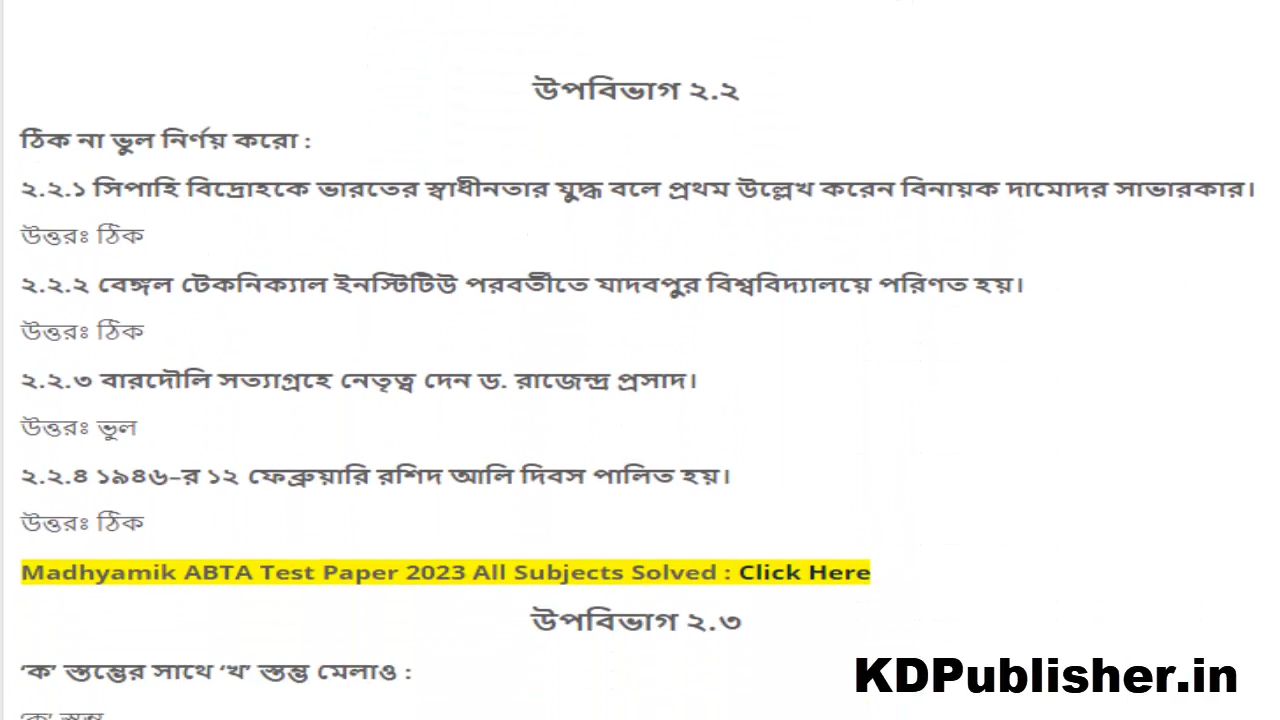 উপবিভাগ ২.২
ঠিক না ভুল নির্ণয় করো :
২.২.১ সিপাহি বিদ্রোহকে ভারতের স্বাধীনতার যুদ্ধ বলে প্রথম উল্লেখ করেন বিনায়ক দামোদর সাভারকার।
উত্তরঃ ঠিক
২.২.২ বেঙ্গল টেকনিক্যাল ইনস্টিটিউ পরবর্তীতে যাদবপুর বিশ্ববিদ্যালয়ে পরিণত হয়।
উত্তরঃ ঠিক
২.২.৩ বারদৌলি সত্যাগ্রহে নেতৃত্ব দেন ড. রাজেন্দ্র প্রসাদ।
উত্তরঃ ভুল
২.২.৪ ১৯৪৬–র ১২ ফেব্রুয়ারি রশিদ আলি দিবস পালিত হয়।
উত্তরঃ ঠিক
Madhyamik ABTA Test Paper 2023 All Subjects Solved : Click Here
উপবিভাগ ২.৩
‘ক’ স্তম্ভের সাথে ‘খ’ স্তম্ভ মেলাও :
KDPublisher.in